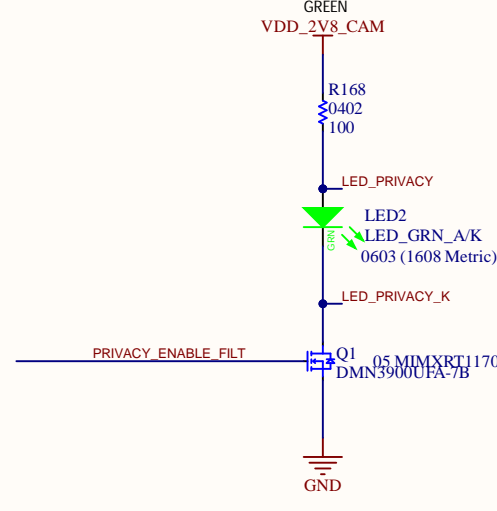 GREEN
VDD_2V8_CAM
R168
0402
100
LED_PRIVACY
LED2
LED_GRN_A/K
GRN
0603 (1608 Metric)
LED_PRIVACY_K
PRIVACY_ENABLE_FILT
Q1
05 MIMXRT1170
DMN3900UFA-7B
GND